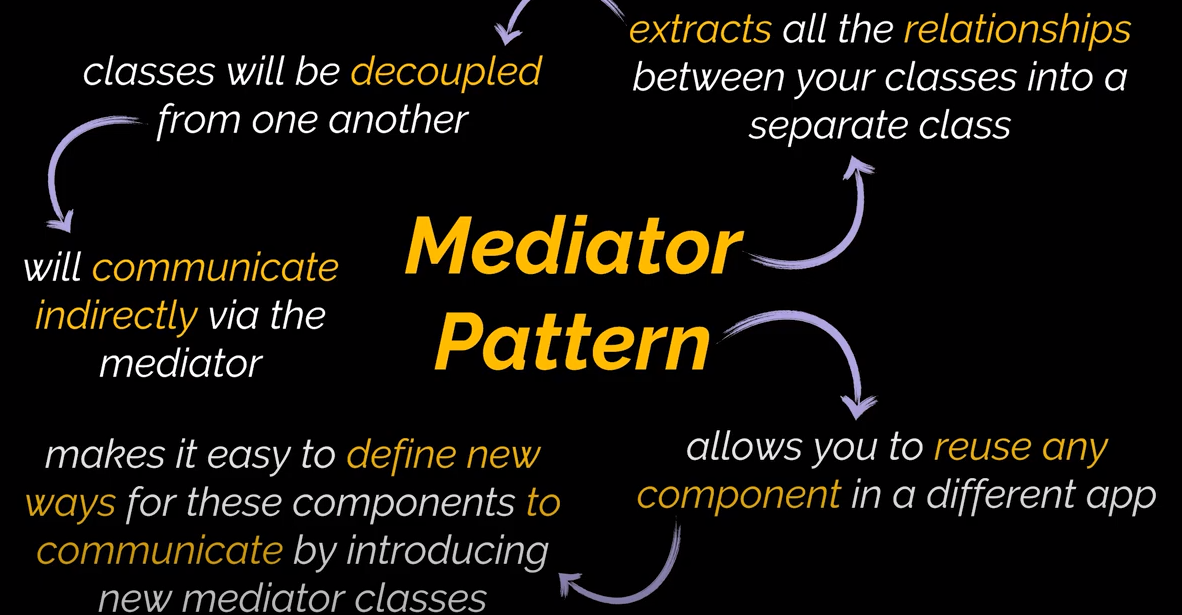 Mediator
Pattern
extracts all the relationships
between your classes into a
separate class
classes will be decoupled
from one another
will communicate
indirectly via the
mediator
allows you to reuse any
component in a different app
makes it easy to define new
ways for these components to
communicate by introducing
new mediator classes